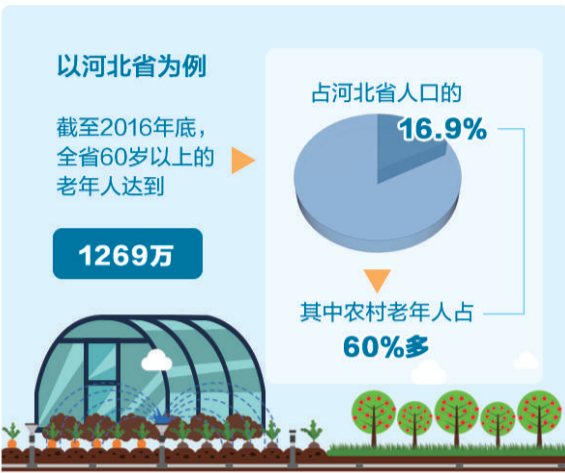 以河北省为例
截至2016年底，
全省60岁以上的
老年人达到
1269万
占河北省人口的
16.9%
其中农村老年人占
60%多